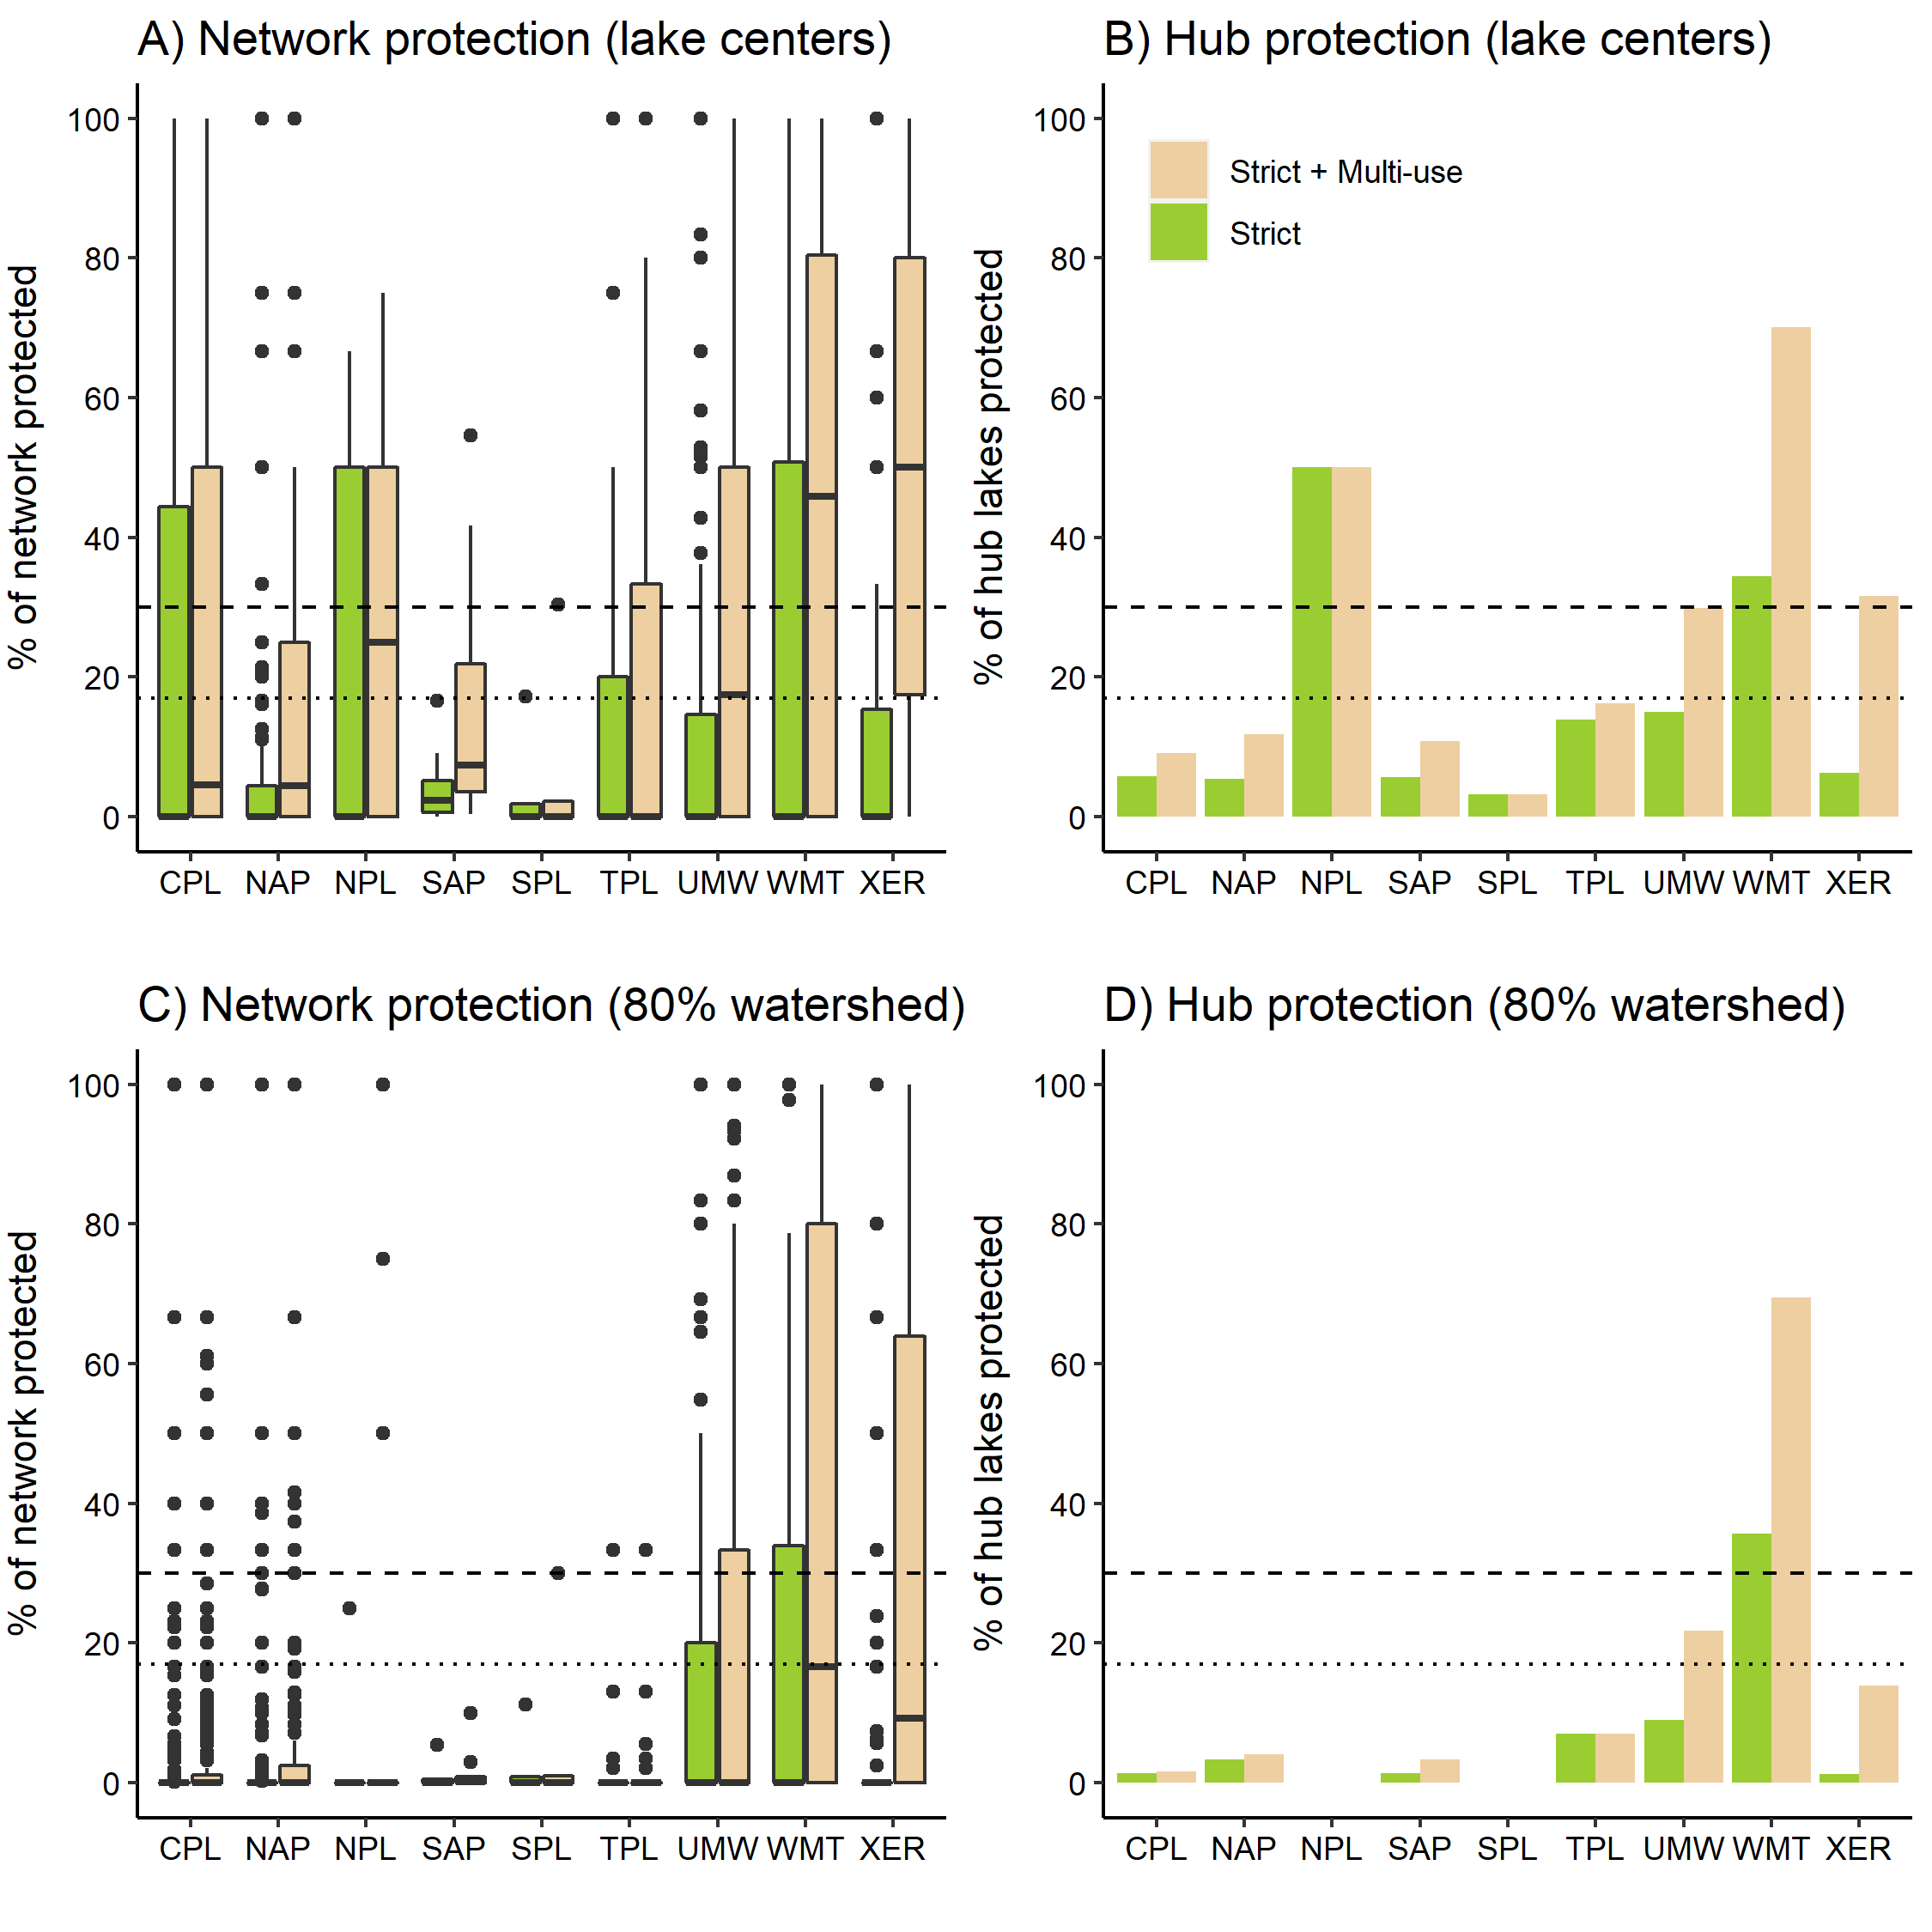 A) Network protection (lake centers)
% of network protected
100
80
60
40
20
0
CPL NAP NPL SAP SPL TPL UMW WMT XER
B) Hub protection (lake centers)
% of hub lakes protected
100
80
60
40
20
0
Strict + Multi-use
Strict
CPL NAP NPL SAP SPL TPL UMW WMT XER
C) Network protection (80% watershed)
% of network protected
100
80
60
40
20
0
CPL NAP NPL SAP SPL TPL UMW WMT XER
D) Hub protection (80% watershed)
% of hub lakes protected
100
80
60
40
20
0
CPL NAP NPL SAP SPL TPL UMW WMT XER